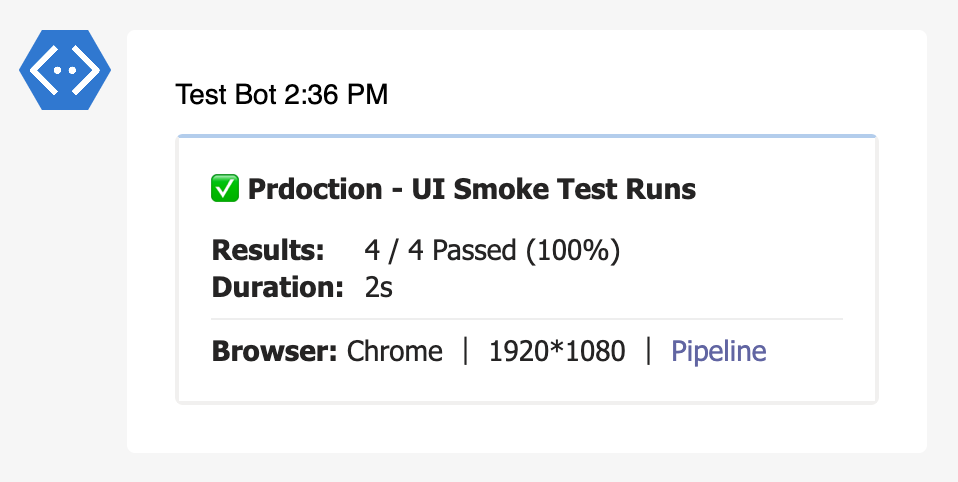 Test Bot 2:36 PM
✅ Prdoction - UI Smoke Test Runs
Results: 4 / 4 Passed (100%)
Duration: 2s
Browser: Chrome | 1920*1080 | Pipeline